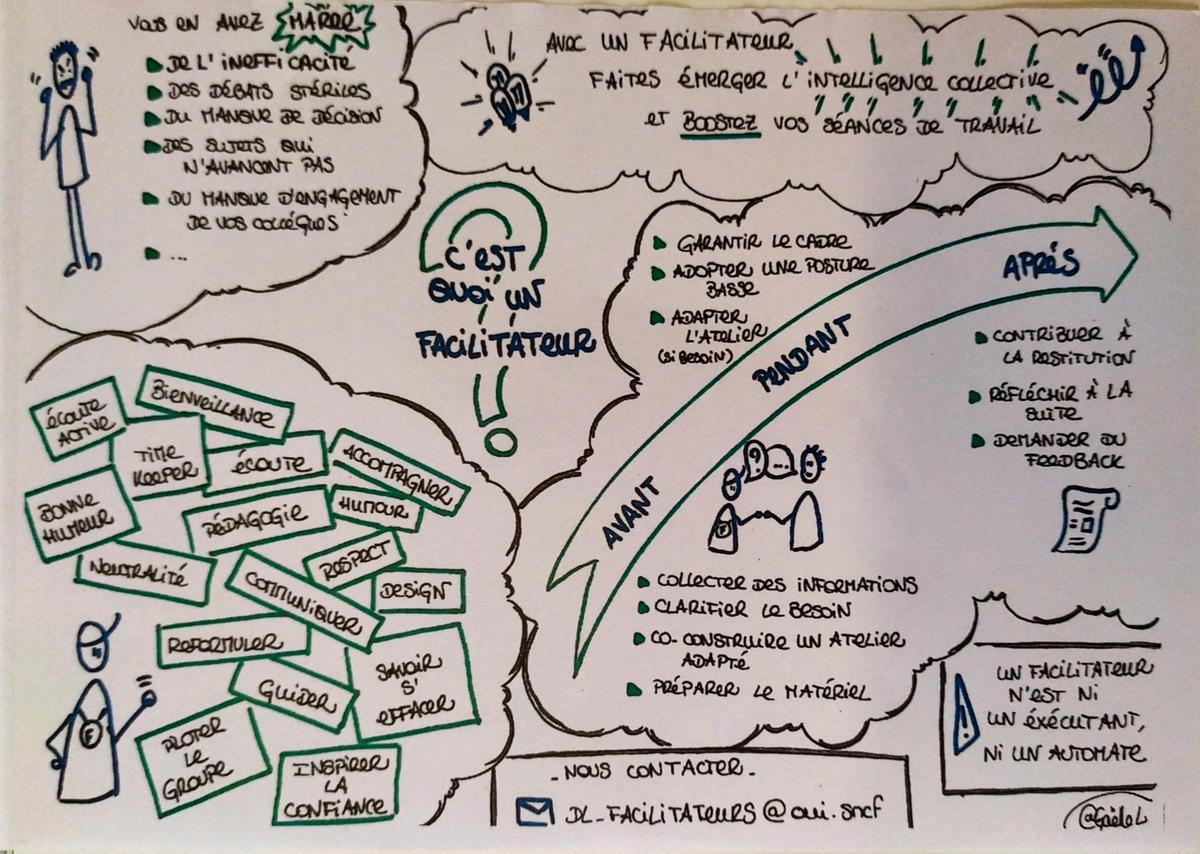 VOUS EN AVEZ MARRE
DE L'INEFFICACITÉ
DES DÉBATS STÉRILES
DU MANQUE DE DÉCISION
DES SUJETS QUI
N'AVANCENT PAS
DU MANQUE D'ENGAGEMENT
DE VOS COLLÈGUES
...
AVEC UN FACILITATEUR,
FAITES ÉMERGER L'INTELLIGENCE COLLECTIVE
ET BOOSTEZ VOS SÉANCES DE TRAVAIL
C'EST
QUOI UN
FACILITATEUR
GARANTIR LE CADRE
ADOPTER UNE POSTURE
BASSE
ADAPTER
L'ATELIER
(SI BESOIN)
AVANT
PENDANT
APRÈS
CONTRIBUER À
LA RESTITUTION
RÉFLÉCHIR À LA
SUITE
DEMANDER DU
FEEDBACK
F
COLLECTER DES INFORMATIONS
CLARIFIER LE BESOIN
CO-CONSTRUIRE UN ATELIER
ADAPTÉ
PRÉPARER LE MATÉRIEL
ÉCOUTE
ACTIVE
BIENVEILLANCE
TIME
KEEPER
ÉCOUTE
ACCOMPAGNER
BONNE
HUMEUR
PÉDAGOGIE
HUMOUR
NEUTRALITÉ
COMMUNIQUER
RESPECT
DESIGN
REFORMULER
GUIDER
SAVOIR
S'
EFFACER
PILOTER
LE
GROUPE
INSPIRER
LA
CONFIANCE
F
UN FACILITATEUR
N'EST NI
UN EXÉCUTANT,
NI UN AUTOMATE
- NOUS CONTACTER -
DL-FACILITATEURS@oui.sncf
@GaëleL